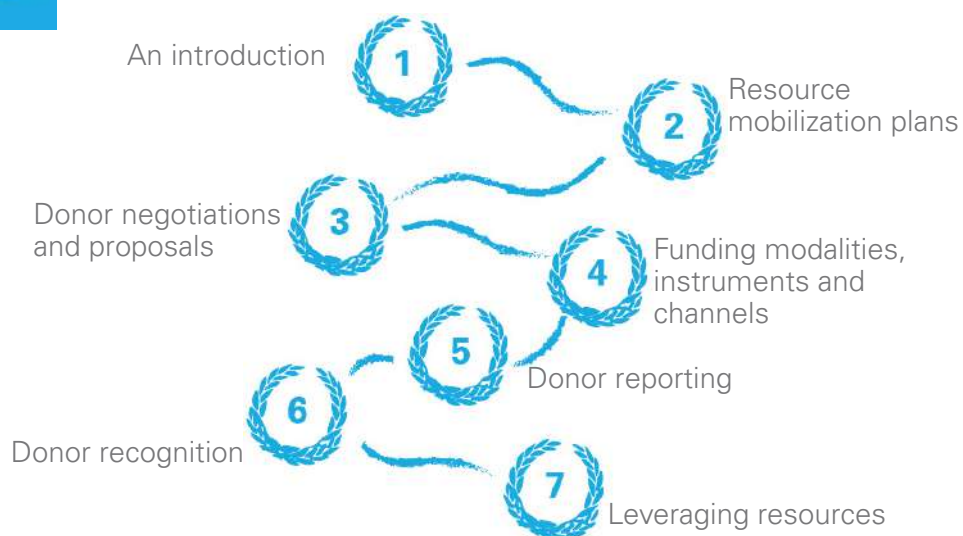 An introduction
1
2
Resource
mobilization plans
3
Donor negotiations
and proposals
4
Funding modalities,
instruments and
channels
5
Donor reporting
6
Donor recognition
7
Leveraging resources